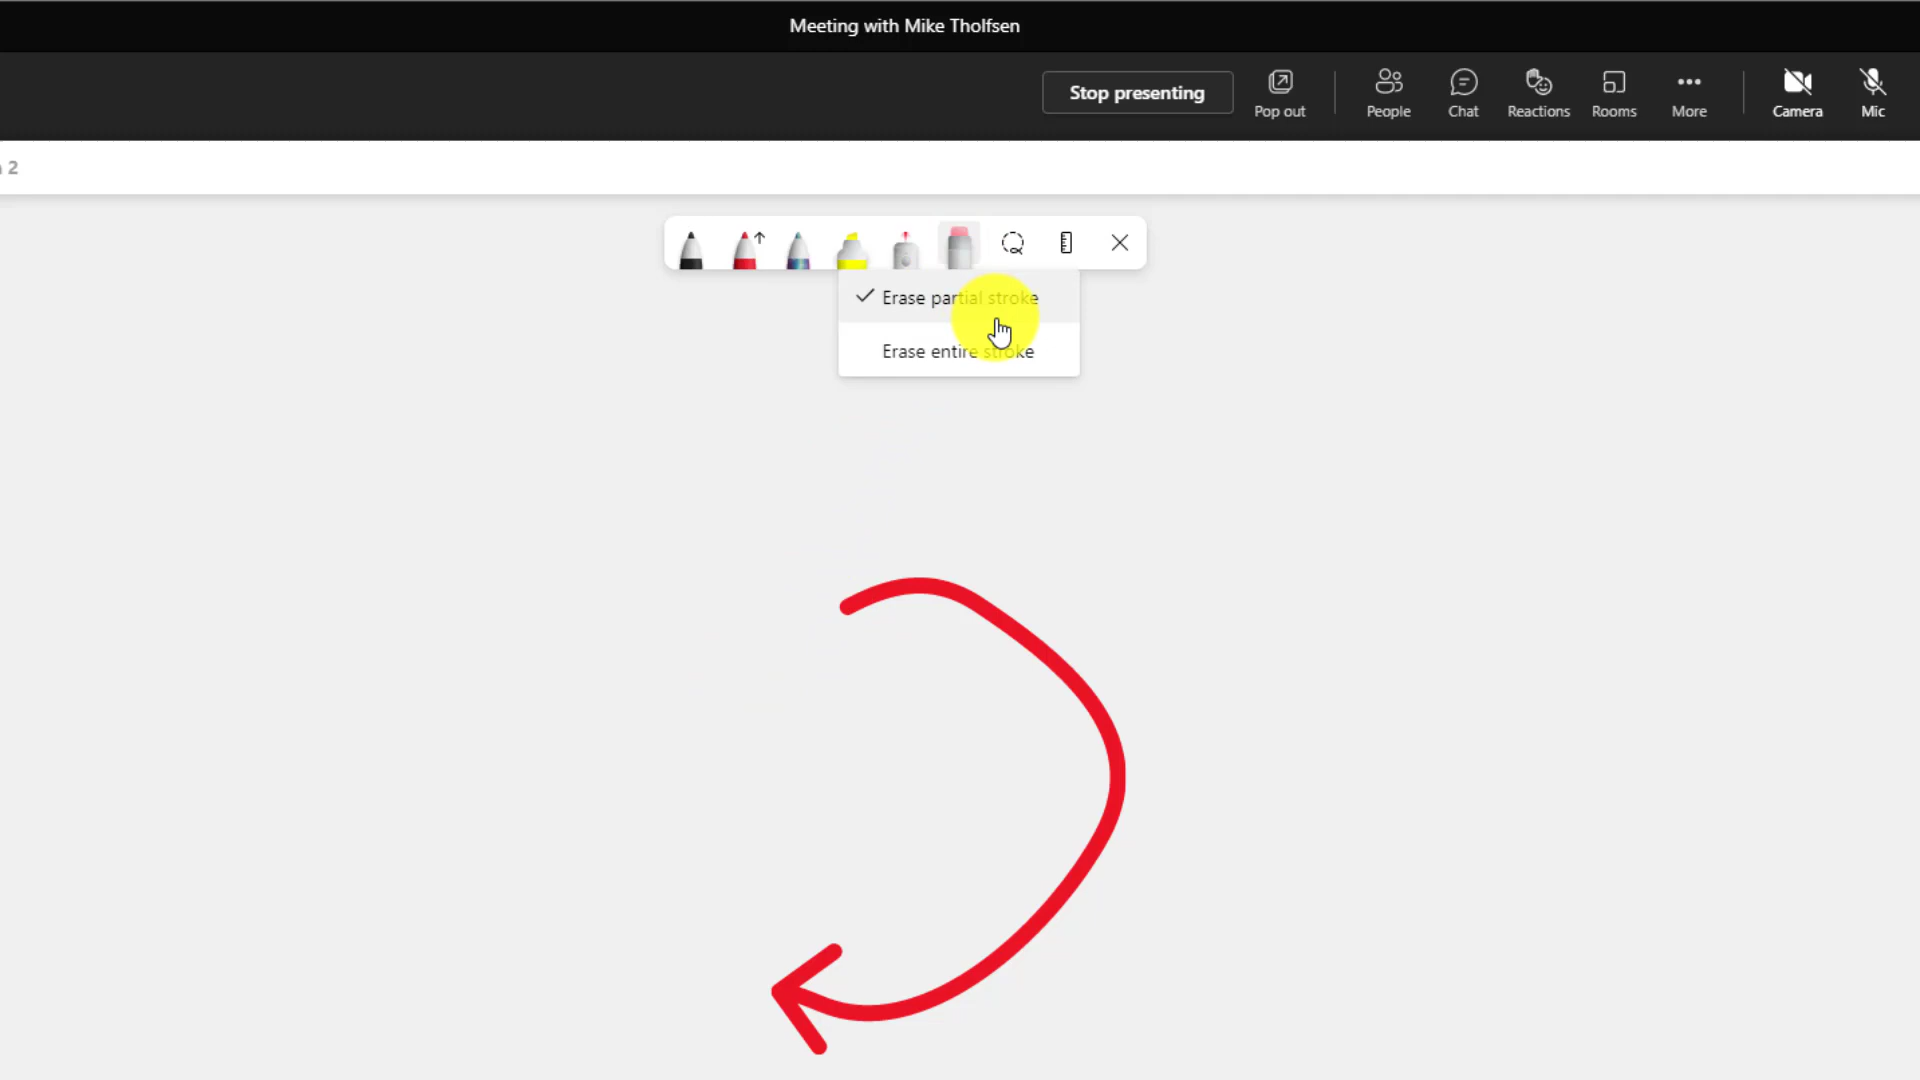 Meeting with Mike Tholfsen
Stop presenting
Pop out
People
Chat
Reactions
Rooms
More
Camera
Mic
2
Erase partial stroke
Erase entire stroke